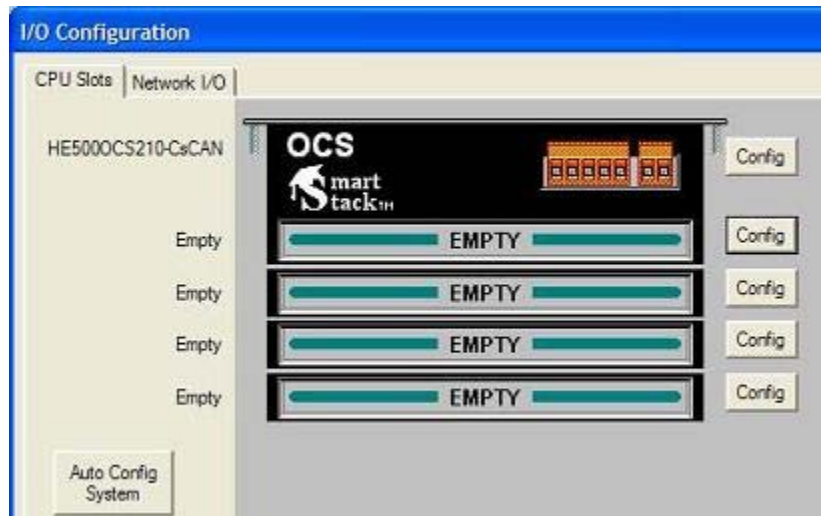 I/O Configuration
CPU Slots
Network I/O
HE500OCS210-CsCAN
OCS
Smart
Stack™
Config
Empty
EMPTY
Config
Empty
EMPTY
Config
Empty
EMPTY
Config
Empty
EMPTY
Config
Auto Config
System